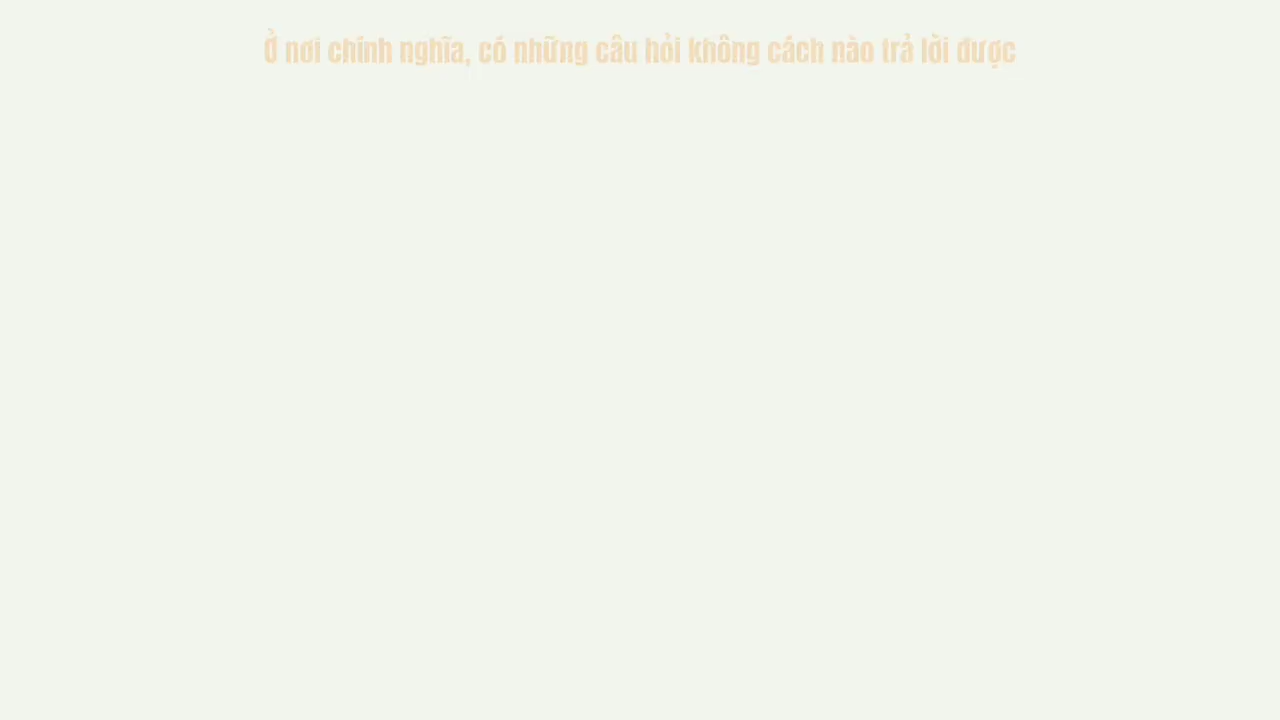 Ở nơi chính nghĩa, có những câu hỏi không cách nào trả lời được